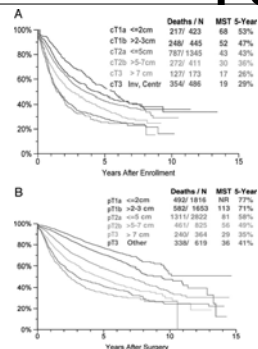 A
Deaths / N MST 5-Year
cT1a <=2cm 217/ 423 68 53%
cT1b >2-3cm 248/ 445 52 47%
cT2a <=5cm 787/ 1345 43 43%
cT2b >5-7cm 272/ 411 30 36%
cT3 > 7 cm 127/ 173 17 26%
cT3 Inv, Centr 354/ 486 19 29%
100%
80%
60%
40%
20%
0%
0 5 10 15
Years After Enrollment
B
Deaths / N MST 5-Year
pT1a <=2cm 492/ 1816 NR 77%
pT1b >2-3 cm 582/ 1653 113 71%
pT2a <=5 cm 1311/ 2822 81 58%
pT2b >5-7 cm 461/ 825 56 49%
pT3 > 7 cm 240/ 364 29 35%
pT3 Other 338/ 619 36 41%
100%
80%
60%
40%
20%
0%
0 5 10 15
Years After Surgery